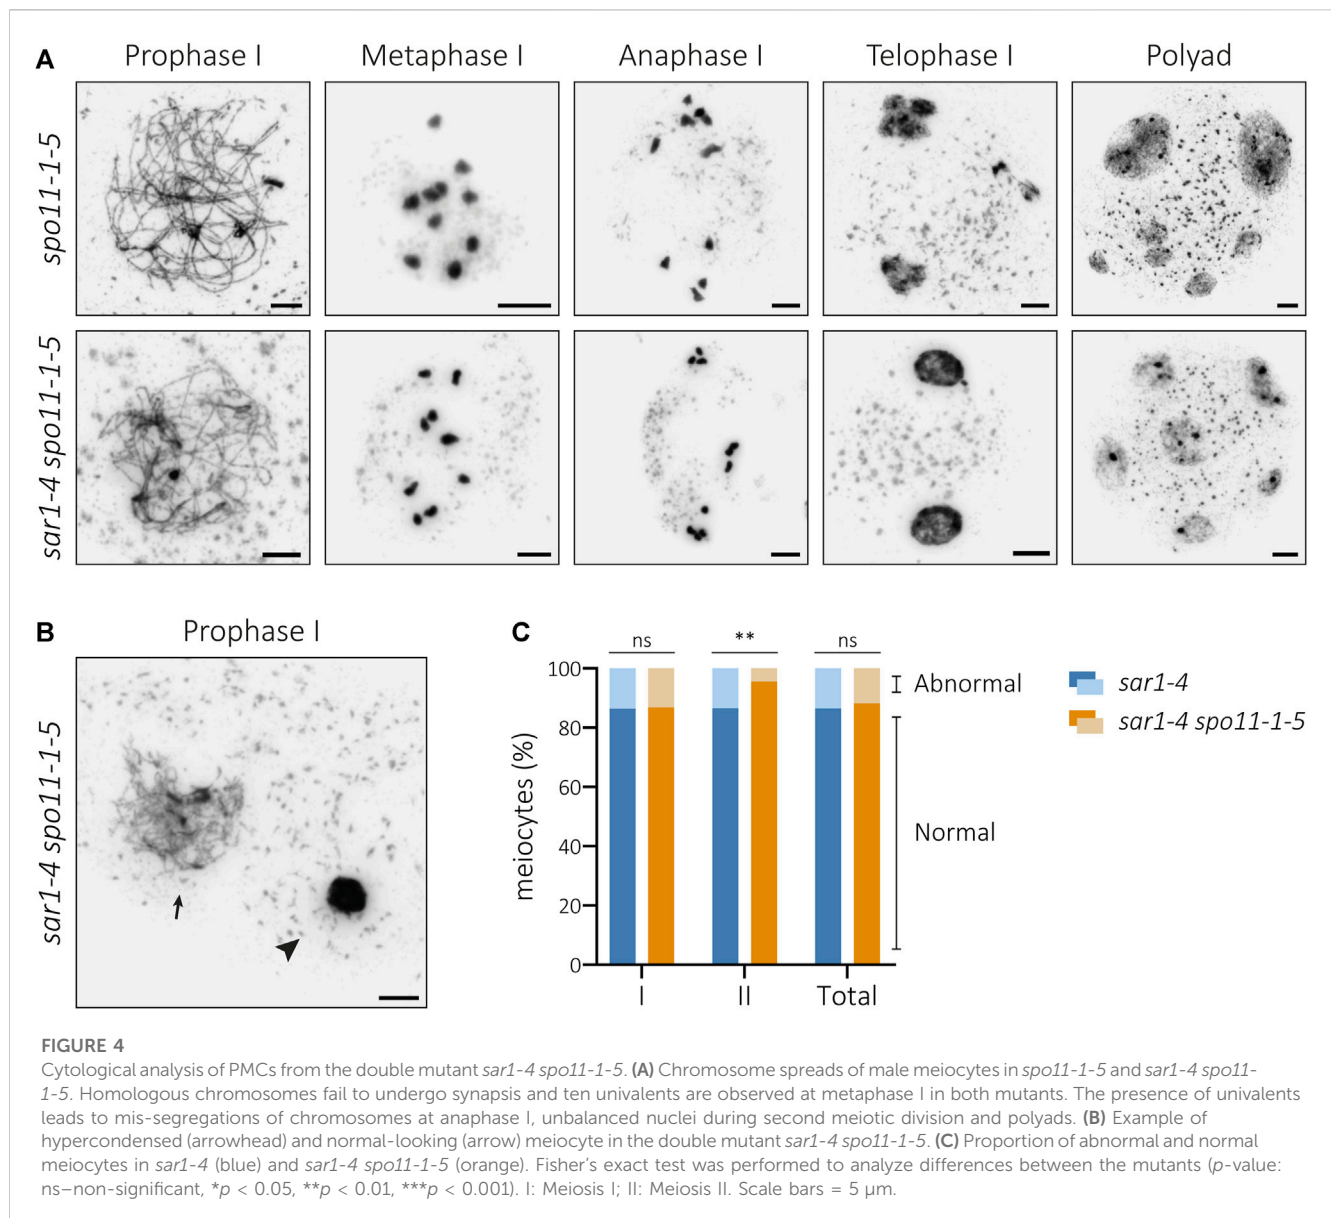 A
Prophase I
Metaphase I
Anaphase I
Telophase I
Polyad
spo11-1-5
sar1-4 spo11-1-5
B
Prophase I
sar1-4 spo11-1-5
C
ns
**
ns
100
80
60
40
20
0
meiocytes (%)
I
II
Total
Abnormal
Normal
sar1-4
sar1-4 spo11-1-5
FIGURE 4
Cytological analysis of PMCs from the double mutant sar1-4 spo11-1-5. (A) Chromosome spreads of male meiocytes in spo11-1-5 and sar1-4 spo11-
1-5. Homologous chromosomes fail to undergo synapsis and ten univalents are observed at metaphase I in both mutants. The presence of univalents
leads to mis-segregations of chromosomes at anaphase I, unbalanced nuclei during second meiotic division and polyads. (B) Example of
hypercondensed (arrowhead) and normal-looking (arrow) meiocyte in the double mutant sar1-4 spo11-1-5. (C) Proportion of abnormal and normal
meiocytes in sar1-4 (blue) and sar1-4 spo11-1-5 (orange). Fisher's exact test was performed to analyze differences between the mutants (p-value:
ns–non-significant, *p < 0.05, **p < 0.01, ***p < 0.001). I: Meiosis I; II: Meiosis II. Scale bars = 5 μm.